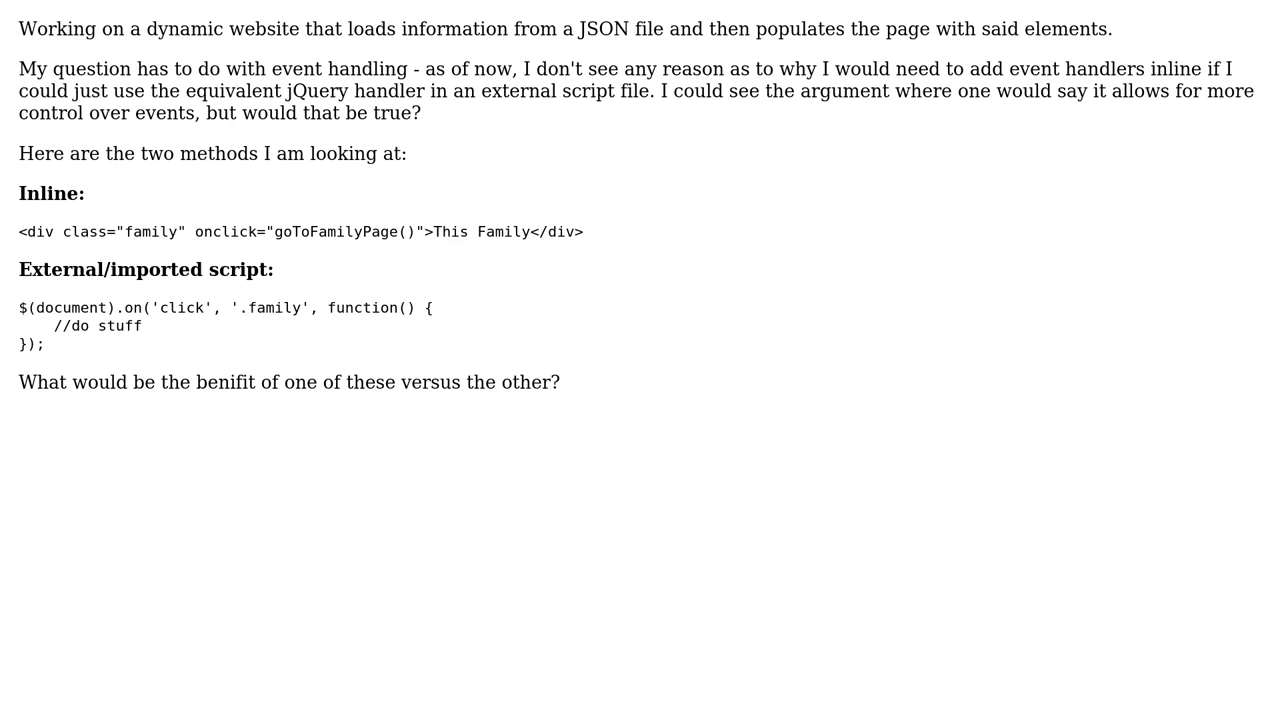 Working on a dynamic website that loads information from a JSON file and then populates the page with said elements.
My question has to do with event handling - as of now, I don't see any reason as to why I would need to add event handlers inline if I
could just use the equivalent jQuery handler in an external script file. I could see the argument where one would say it allows for more
control over events, but would that be true?
Here are the two methods I am looking at:
Inline:
<div class="family" onclick="goToFamilyPage()">This Family</div>
External/imported script:
$(document).on('click', '.family', function() {
    //do stuff
});
What would be the benifit of one of these versus the other?